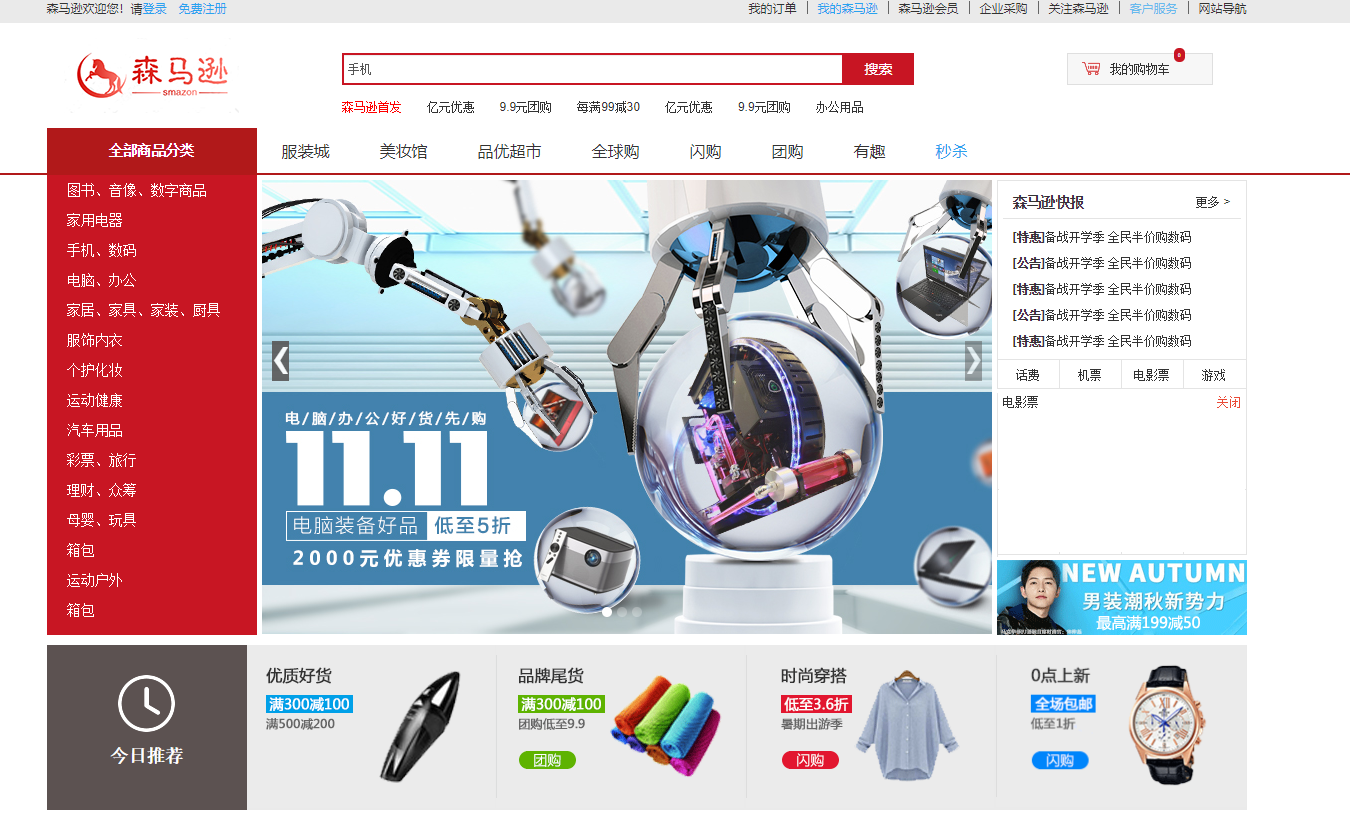 森马逊欢迎您！请登录 免费注册
我的订单 我的森马逊 森马逊会员 企业采购 关注森马逊 客户服务 网站导航
森马逊
smazon
手机
搜索
0
我的购物车
森马逊首发 亿元优惠 9.9元团购 每满99减30 亿元优惠 9.9元团购 办公用品
全部商品分类
服装城 美妆馆 品优超市 全球购 闪购 团购 有趣 秒杀
图书、音像、数字商品
家用电器
手机、数码
电脑、办公
家居、家具、家装、厨具
服饰内衣
个护化妆
运动健康
汽车用品
彩票、旅行
理财、众筹
母婴、玩具
箱包
运动户外
箱包
电/脑/办/公/好/货/先/购
11.11
电脑装备好品 低至5折
2000元优惠券限量抢
森马逊快报
更多 >
[特惠]备战开学季 全民半价购数码
[公告]备战开学季 全民半价购数码
[特惠]备战开学季 全民半价购数码
[公告]备战开学季 全民半价购数码
[特惠]备战开学季 全民半价购数码
话费 机票 电影票 游戏
电影票
关闭
NEW AUTUMN
男装潮秋新势力
最高满199减50
今日推荐
优质好货
满300减100
满500减200
品牌尾货
满300减100
团购低至9.9
团购
时尚穿搭
低至3.6折
暑期出游季
闪购
0点上新
全场包邮
低至1折
闪购